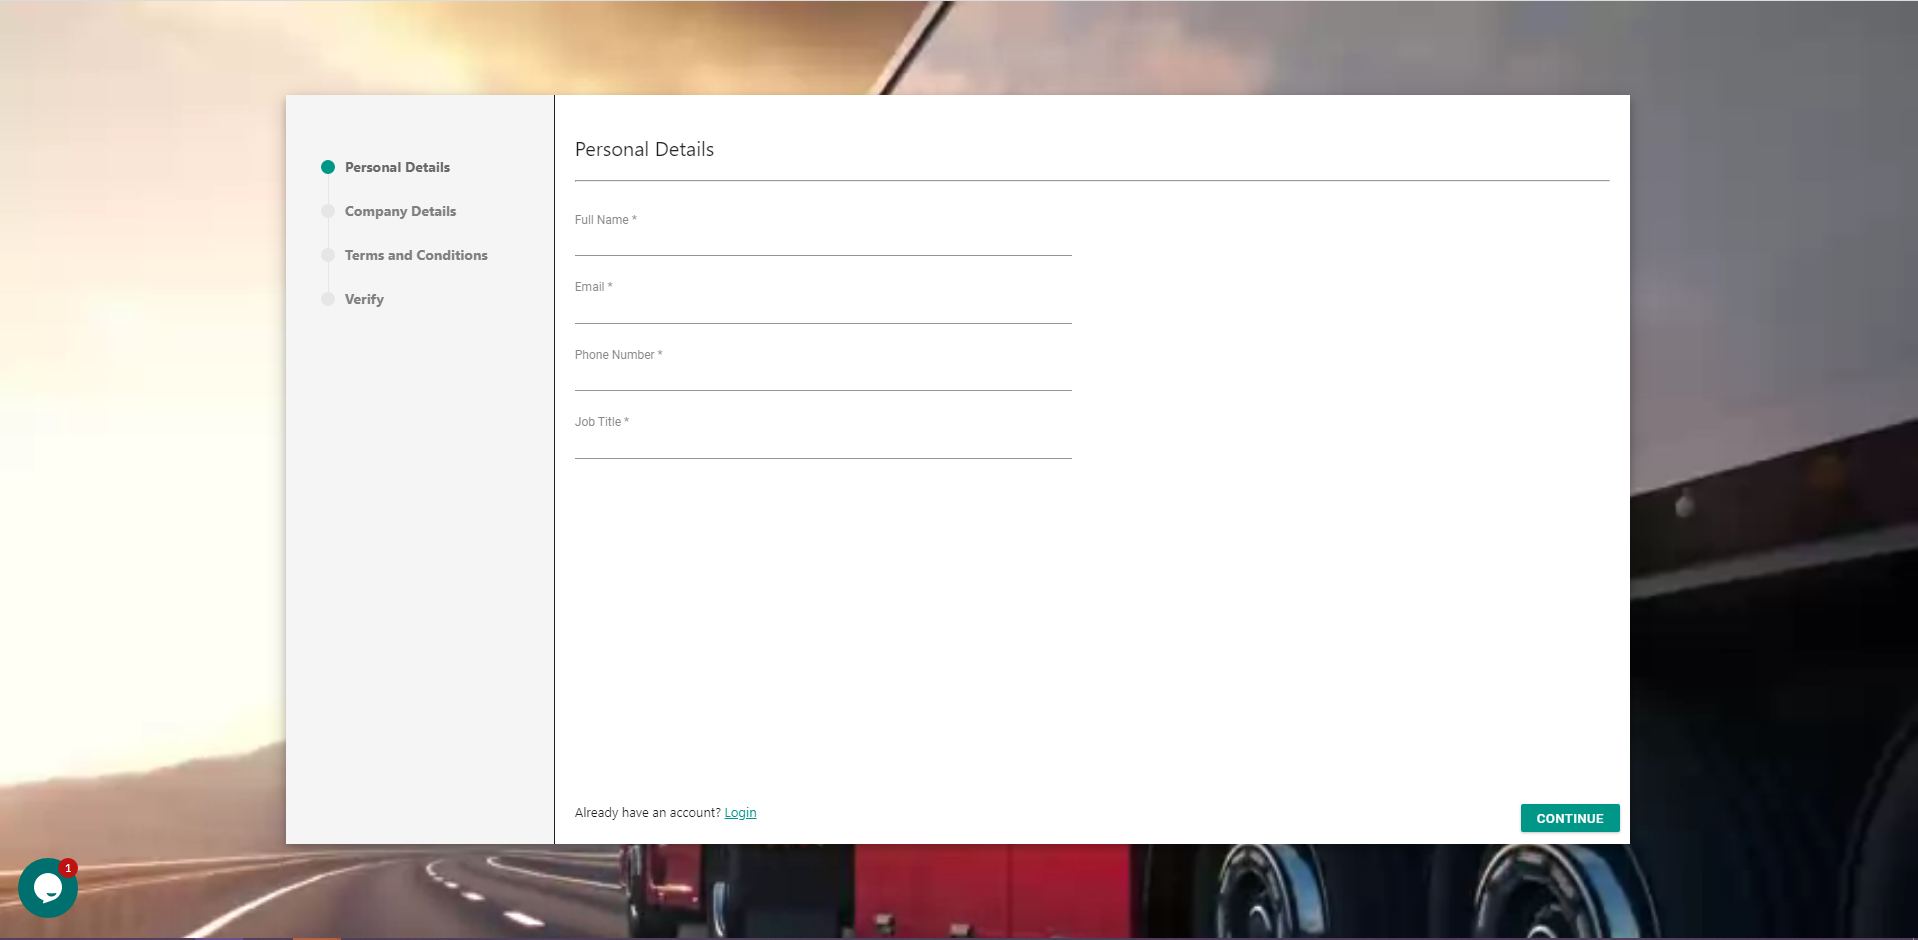 Personal Details
Company Details
Terms and Conditions
Verify
Personal Details
Full Name *
Email *
Phone Number *
Job Title *
Already have an account? Login
CONTINUE
1